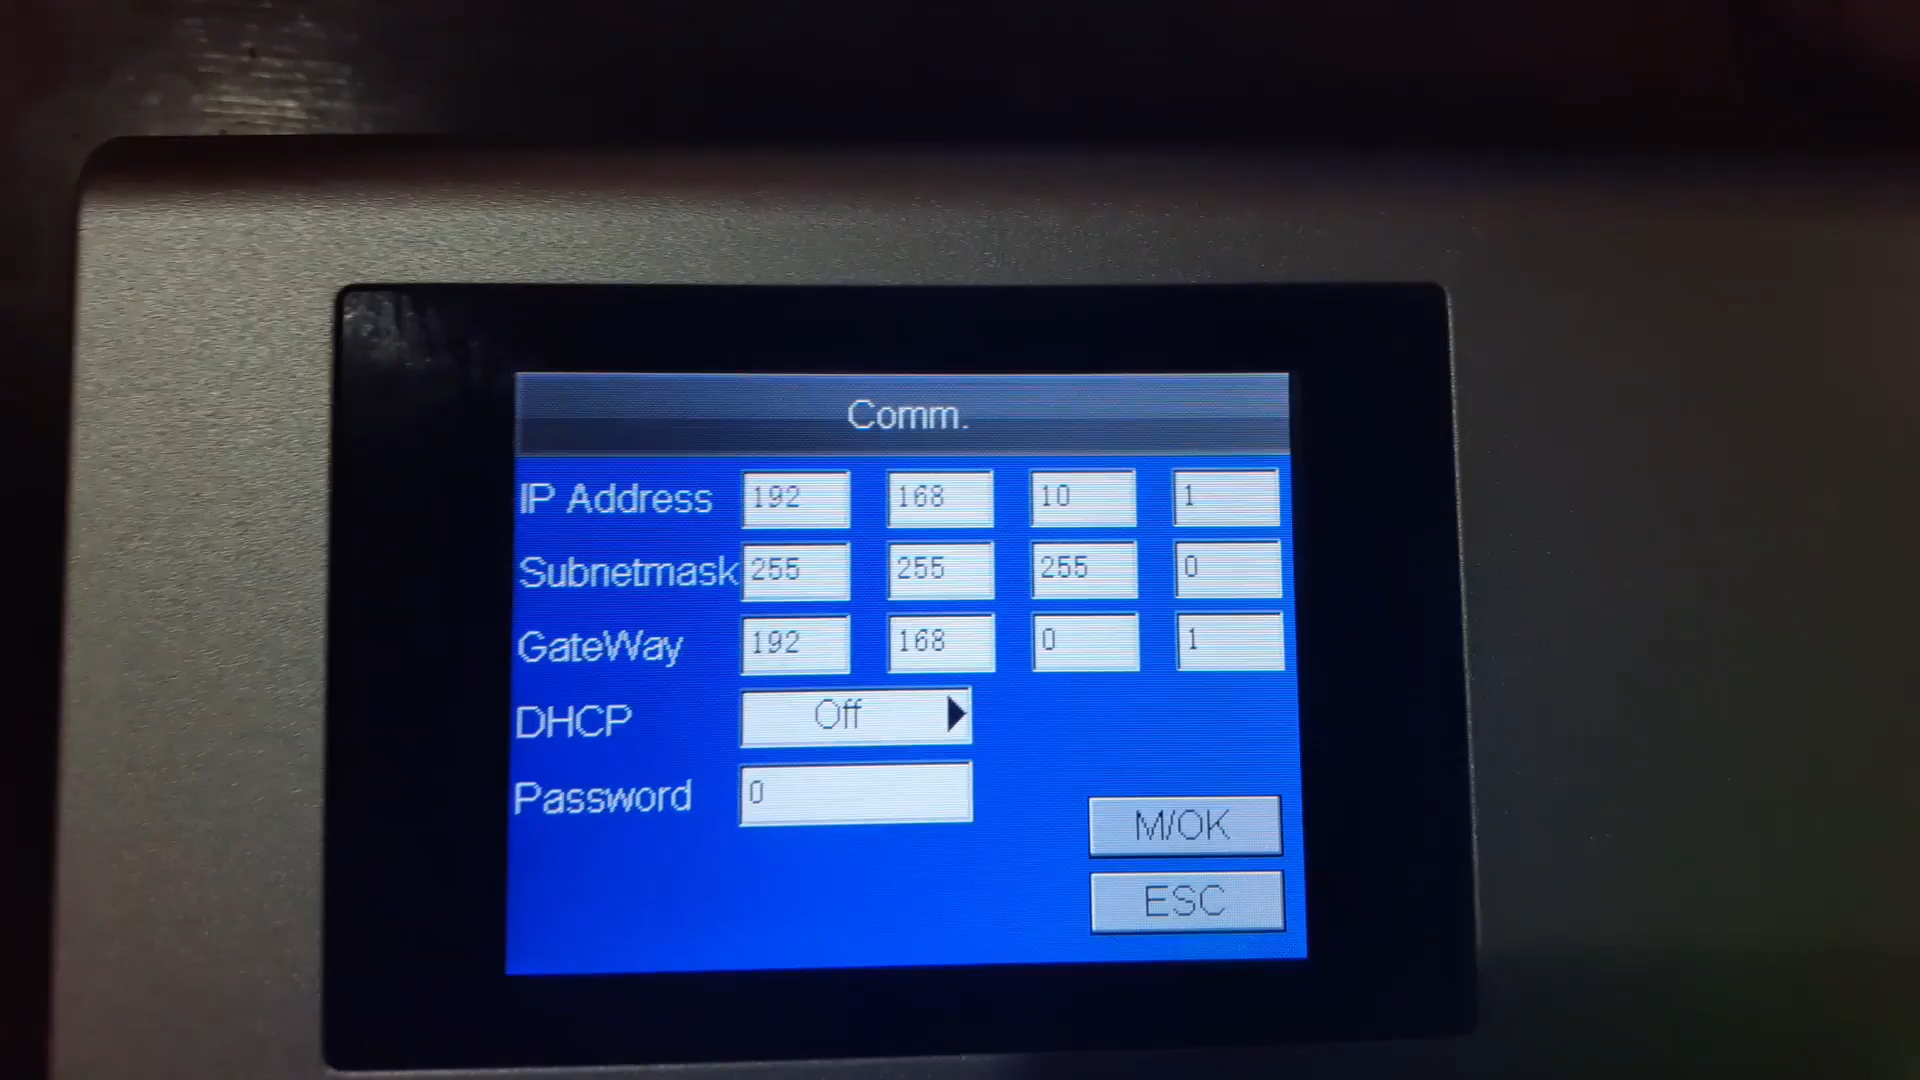 Comm.
IP Address 192 168 10 1
Subnetmask 255 255 255 0
GateWay 192 168 0 1
DHCP Off
Password 0
M/OK
ESC